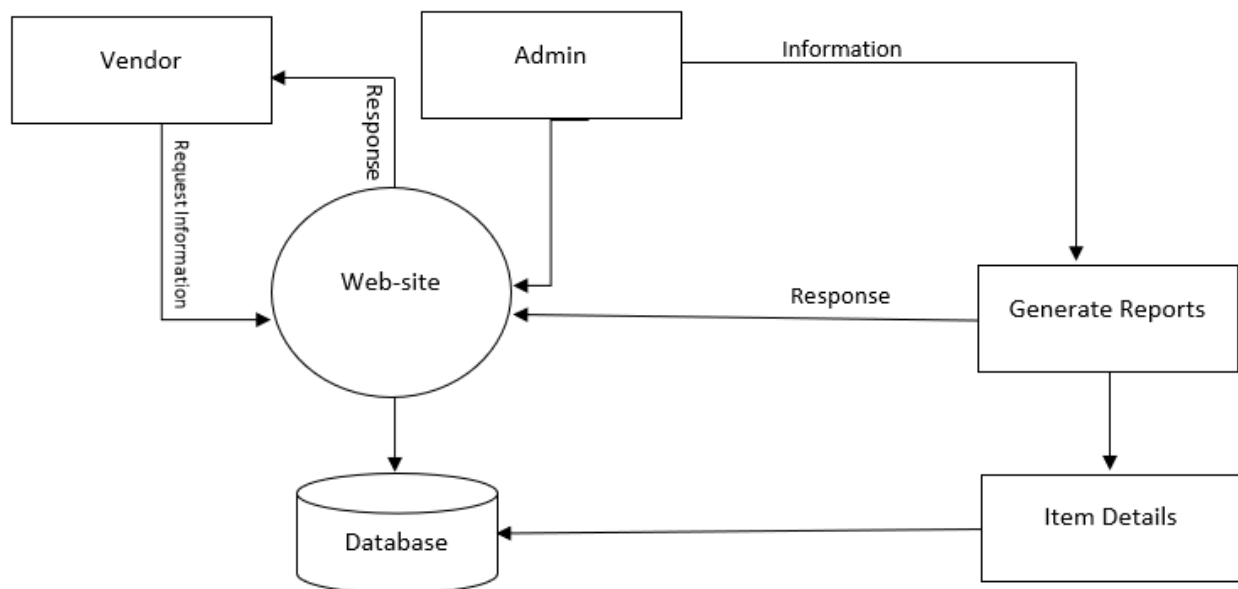 Vendor
Admin
Information
Response
Request Information
Web-site
Response
Generate Reports
Item Details
Database